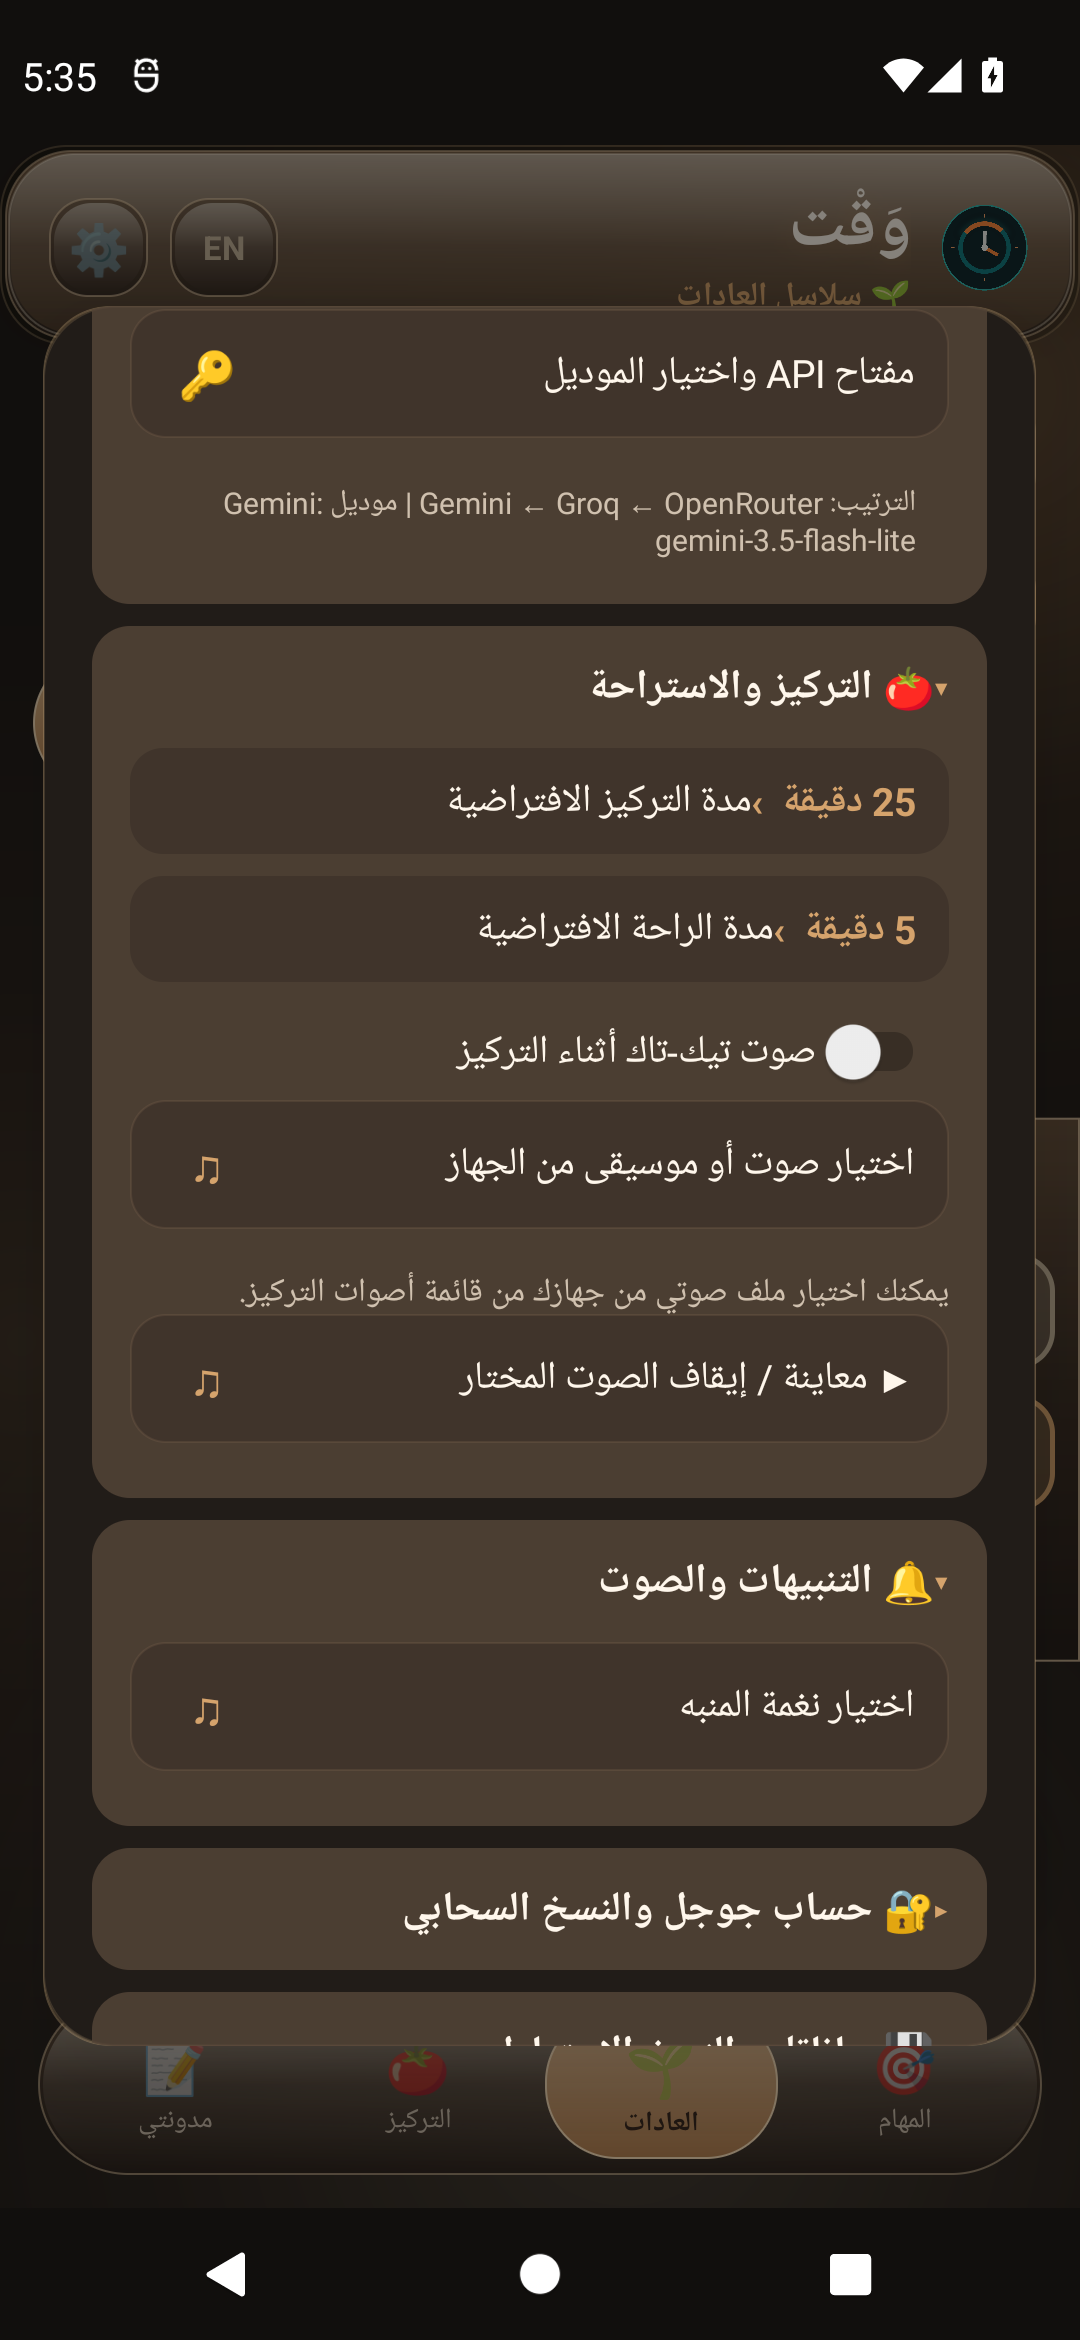 5:35
وَقْت
EN
🌱 سلاسل العادات
مفتاح API واختيار الموديل
الترتيب: Gemini ← Groq ← OpenRouter | موديل Gemini:
gemini-3.5-flash-lite
🍅 التركيز والاستراحة
مدة التركيز الافتراضية
25 دقيقة ›
مدة الراحة الافتراضية
5 دقيقة ›
صوت تيك-تاك أثناء التركيز
اختيار صوت أو موسيقى من الجهاز
يمكنك اختيار ملف صوتي من جهازك من قائمة أصوات التركيز.
▶ معاينة / إيقاف الصوت المختار
🔔 التنبيهات والصوت
اختيار نغمة المنبه
🔐 حساب جوجل والنسخ السحابي
المهام
العادات
التركيز
مدونتي